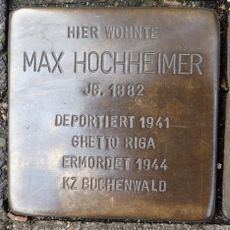 HIER WOHNTE
MAX HOCHHEIMER
JG. 1882
DEPORTIERT 1941
GHETTO RIGA
ERMORDET 1944
KZ BUCHENWALD